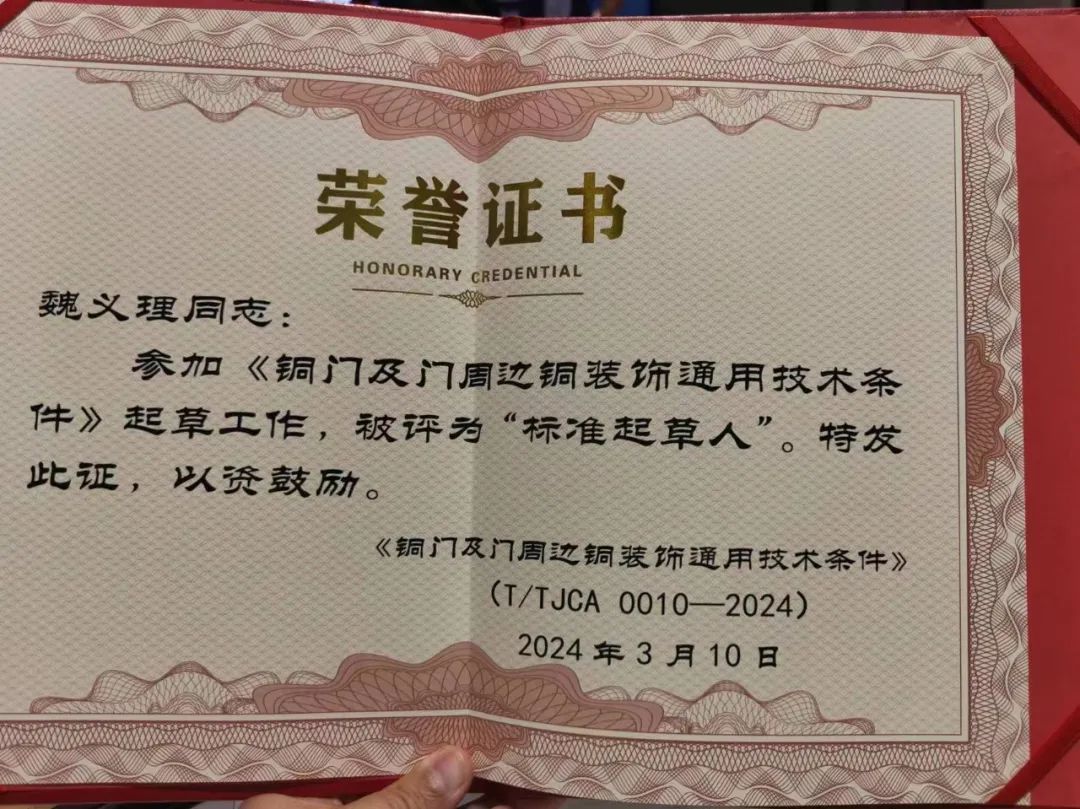 荣誉证书
HONORARY CREDENTIAL
魏义理同志：
参加《铜门及门周边铜装饰通用技术条
件》起草工作，被评为“标准起草人”。特发
此证，以资鼓励。
《铜门及门周边铜装饰通用技术条件》
（T/TJCA 0010—2024）
2024年3月10日